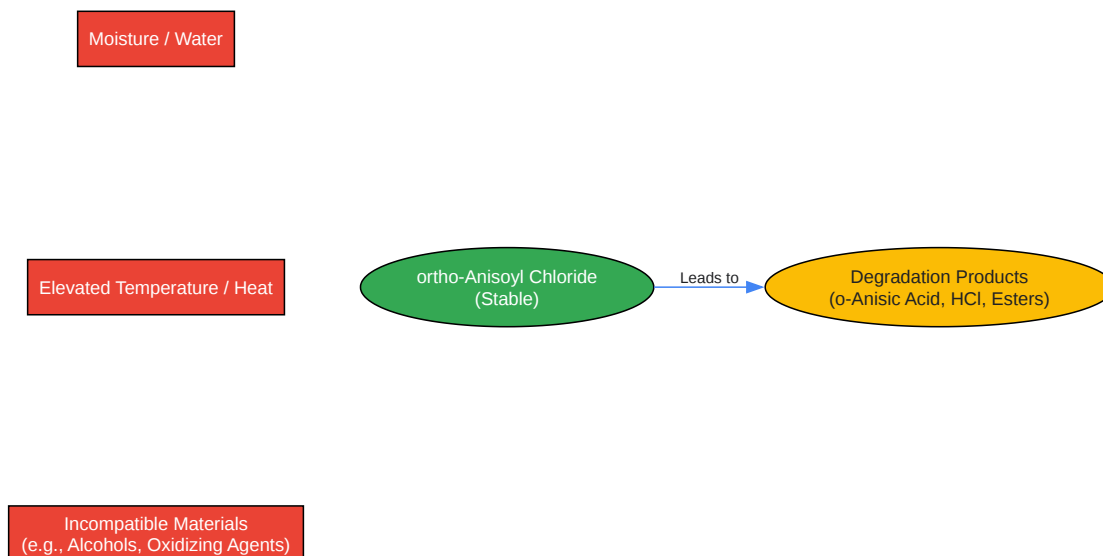 Moisture / Water
Elevated Temperature / Heat
ortho-Anisoyl Chloride
(Stable)
Leads to
Degradation Products
(o-Anisic Acid, HCl, Esters)
Incompatible Materials
(e.g., Alcohols, Oxidizing Agents)